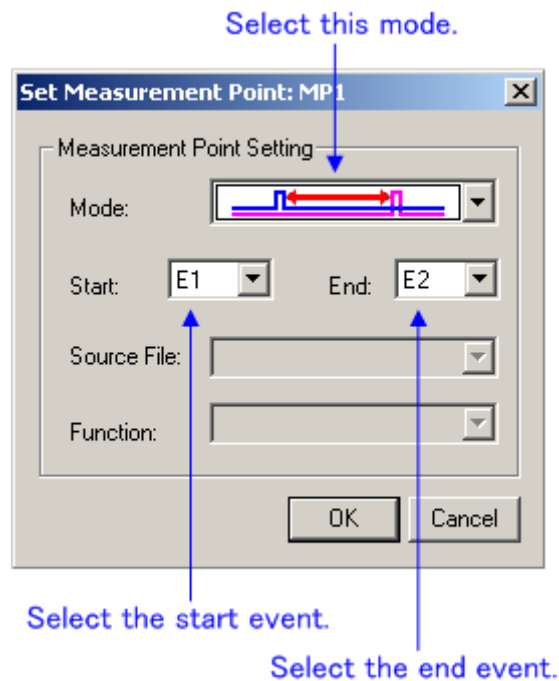 Select this mode.
Set Measurement Point: MP1
Measurement Point Setting
Mode:
Start: E1 End: E2
Source File:
Function:
OK Cancel
Select the start event.
Select the end event.